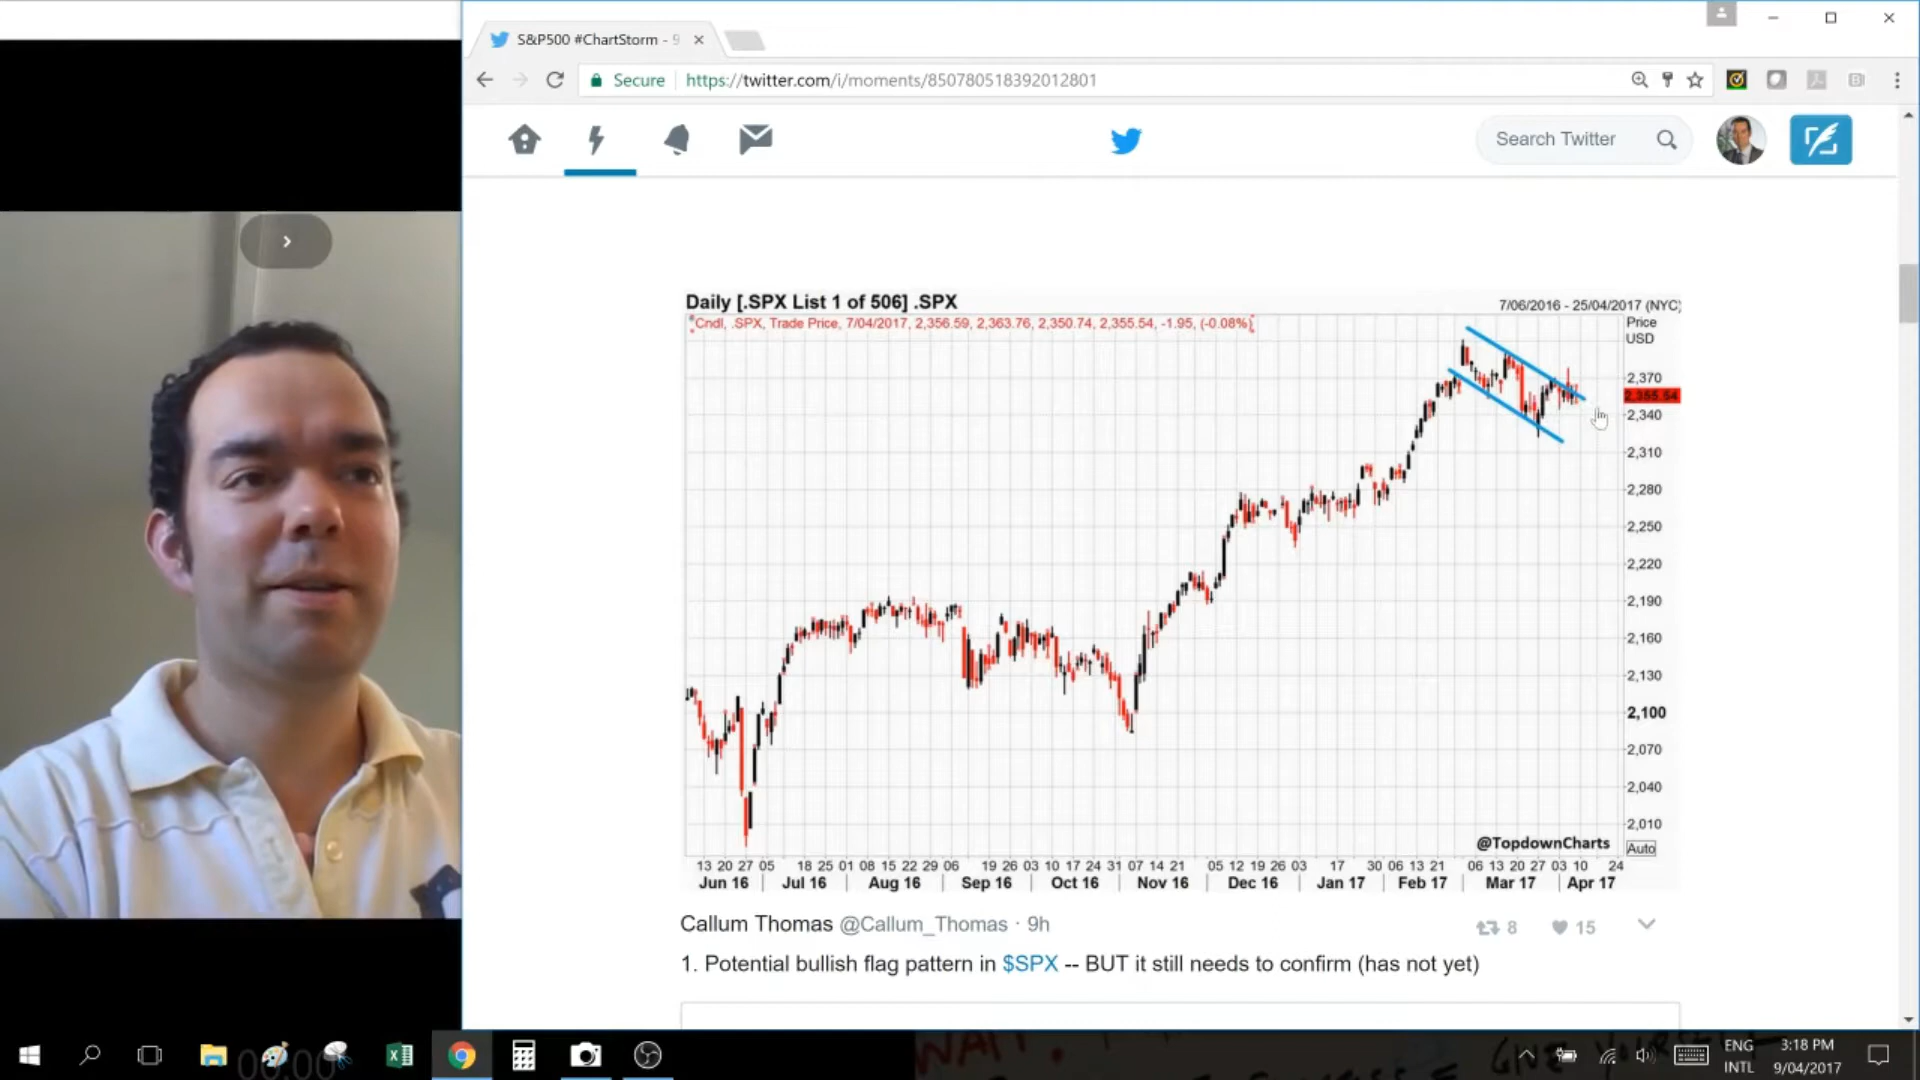 S&P500 #ChartStorm - 9
Secure
https://twitter.com/i/moments/850780518392012801
Search Twitter
Daily [.SPX List 1 of 506] .SPX
7/06/2016 - 25/04/2017 (NYC)
Cndl, .SPX, Trade Price, 7/04/2017, 2,356.59, 2,363.76, 2,350.74, 2,355.54, -1.95, (-0.08%)
Price
USD
2,370
2,355.54
2,340
2,310
2,280
2,250
2,220
2,190
2,160
2,130
2,100
2,070
2,040
2,010
@TopdownCharts
Auto
13 20 27 05 18 25 01 08 15 22 29 06 19 26 03 10 17 24 31 07 14 21 05 12 19 26 03 17 30 06 13 21 06 13 20 27 03 10 24
Jun 16 Jul 16 Aug 16 Sep 16 Oct 16 Nov 16 Dec 16 Jan 17 Feb 17 Mar 17 Apr 17
Callum Thomas @Callum_Thomas · 9h
8 15
1. Potential bullish flag pattern in $SPX -- BUT it still needs to confirm (has not yet)
WAIT.
ENG
INTL
3:18 PM
9/04/2017